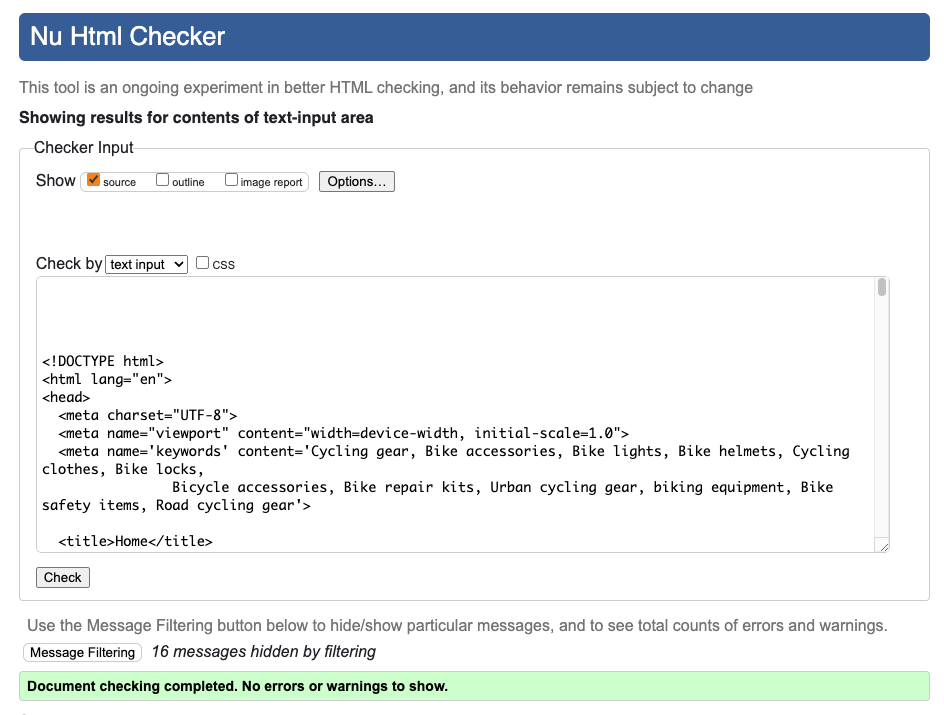 Nu Html Checker
This tool is an ongoing experiment in better HTML checking, and its behavior remains subject to change
Showing results for contents of text-input area
Checker Input
Show source outline image report Options…
Check by text input CSS
<!DOCTYPE html>
<html lang="en">
<head>
<meta charset="UTF-8">
<meta name="viewport" content="width=device-width, initial-scale=1.0">
<meta name='keywords' content='Cycling gear, Bike accessories, Bike lights, Bike helmets, Cycling
clothes, Bike locks,
Bicycle accessories, Bike repair kits, Urban cycling gear, biking equipment, Bike
safety items, Road cycling gear'>
<title>Home</title>
Check
Use the Message Filtering button below to hide/show particular messages, and to see total counts of errors and warnings.
Message Filtering 16 messages hidden by filtering
Document checking completed. No errors or warnings to show.